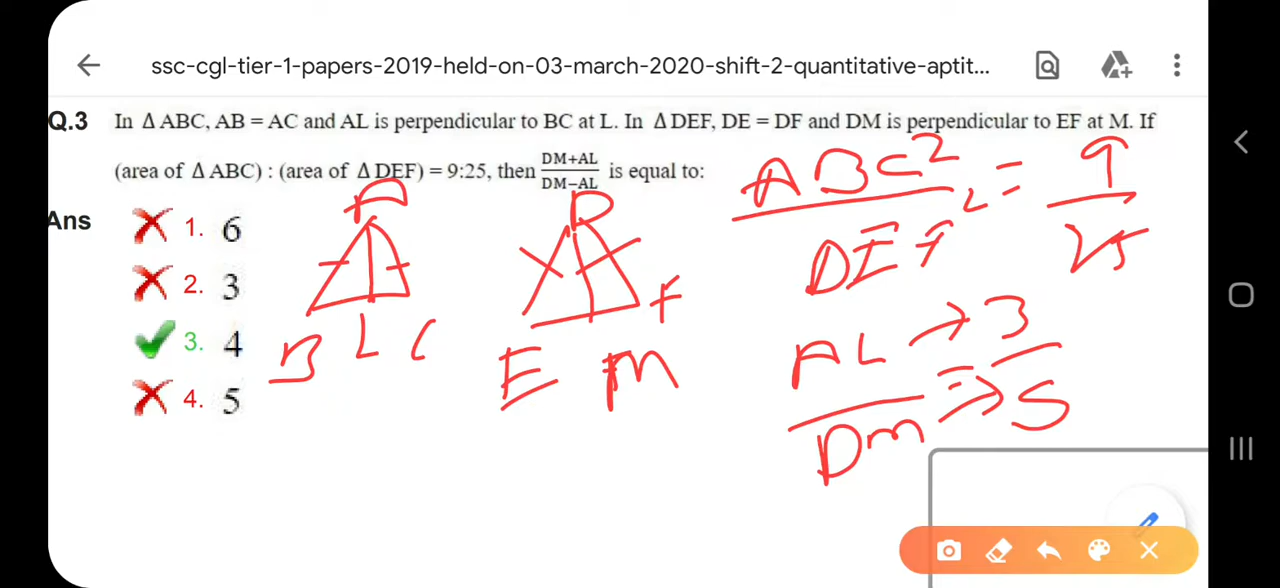 ssc-cgl-tier-1-papers-2019-held-on-03-march-2020-shift-2-quantitative-aptit...
Q.3 In Δ ABC, AB = AC and AL is perpendicular to BC at L. In Δ DEF, DE = DF and DM is perpendicular to EF at M. If
(area of Δ ABC) : (area of Δ DEF) = 9:25, then DM+AL / DM−AL is equal to:
Ans
1. 6
2. 3
3. 4
4. 5
A
B L C
D
E M F
ABC² / DEF² = 9 / 25
AL → 3
Dm ⇒ 5